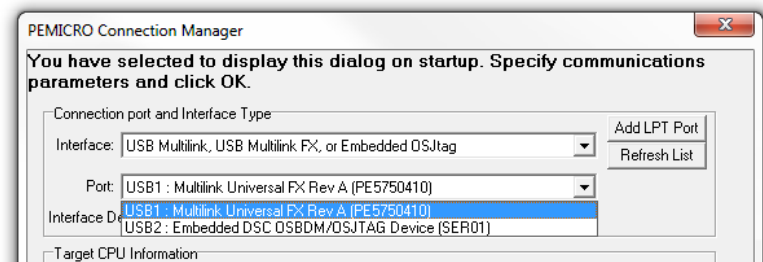 PEMICRO Connection Manager
You have selected to display this dialog on startup. Specify communications
parameters and click OK.
Connection port and Interface Type
Add LPT Port
Interface: USB Multilink, USB Multilink FX, or Embedded OSJtag
Refresh List
Port: USB1 : Multilink Universal FX Rev A (PE5750410)
USB1 : Multilink Universal FX Rev A (PE5750410)
Interface De
USB2 : Embedded DSC OSBDM/OSJTAG Device (SER01)
Target CPU Information